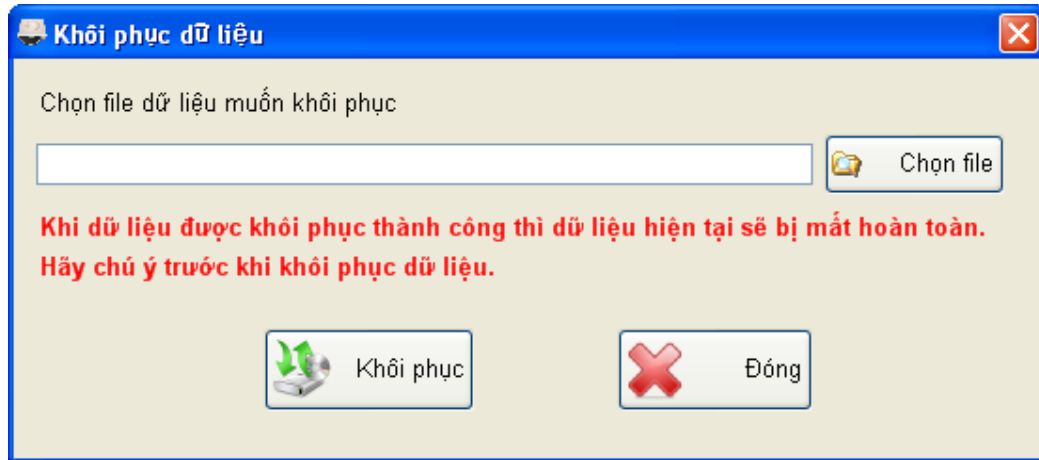 Khôi phục dữ liệu
Chọn file dữ liệu muốn khôi phục
Chọn file
Khi dữ liệu được khôi phục thành công thì dữ liệu hiện tại sẽ bị mất hoàn toàn.
Hãy chú ý trước khi khôi phục dữ liệu.
Khôi phục
Đóng